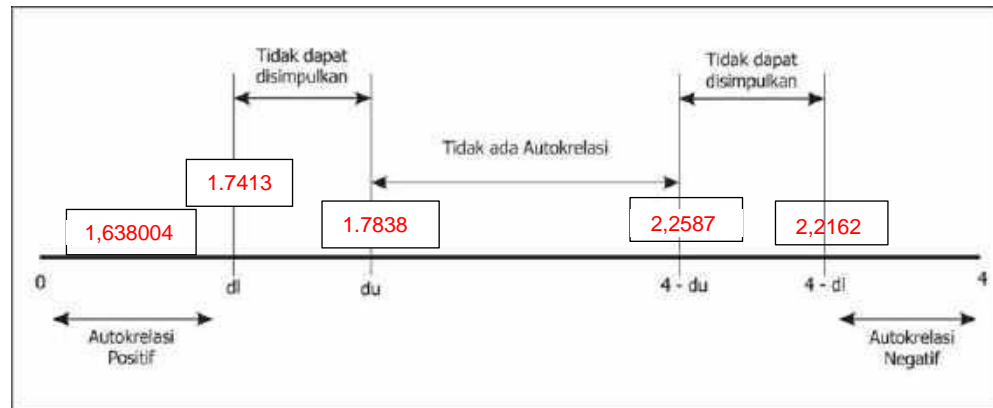 Tidak dapat
disimpulkan
Tidak dapat
disimpulkan
Tidak ada Autokrelasi
1.7413
1,638004
1.7838
2,2587
2,2162
0
dl
du
4 - du
4 - dl
4
Autokrelasi
Positif
Autokrelasi
Negatif